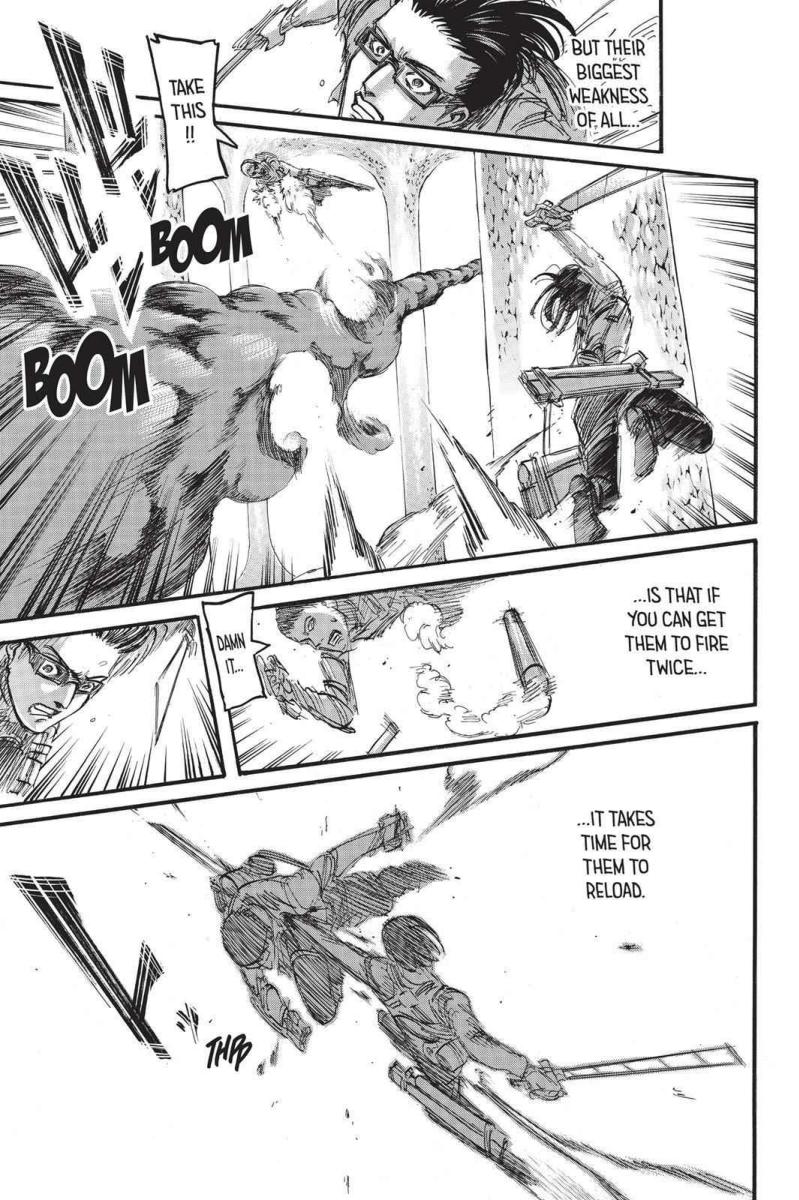 BUT THEIR
BIGGEST
WEAKNESS
OF ALL...
TAKE
THIS
!!
BOOM
BOOM
...IS THAT IF
YOU CAN GET
THEM TO FIRE
TWICE...
DAMN
IT...
...IT TAKES
TIME FOR
THEM TO
RELOAD.
THPP